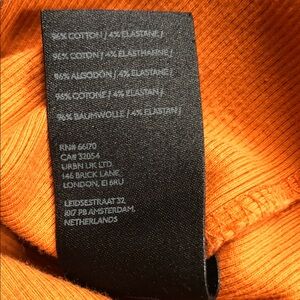 96% COTTON / 4% ELASTANE /
96% COTON / 4% ELASTHANNE /
96% ALGODÓN / 4% ELASTANE /
96% COTONE / 4% ELASTAN /
96% BAUMWOLLE / 4% ELASTAN /
RN# 66170
CA# 32054
URBN UK LTD.
146 BRICK LANE,
LONDON, E1 6RU
LEIDSESTRAAT 32,
1017 PB AMSTERDAM,
NETHERLANDS